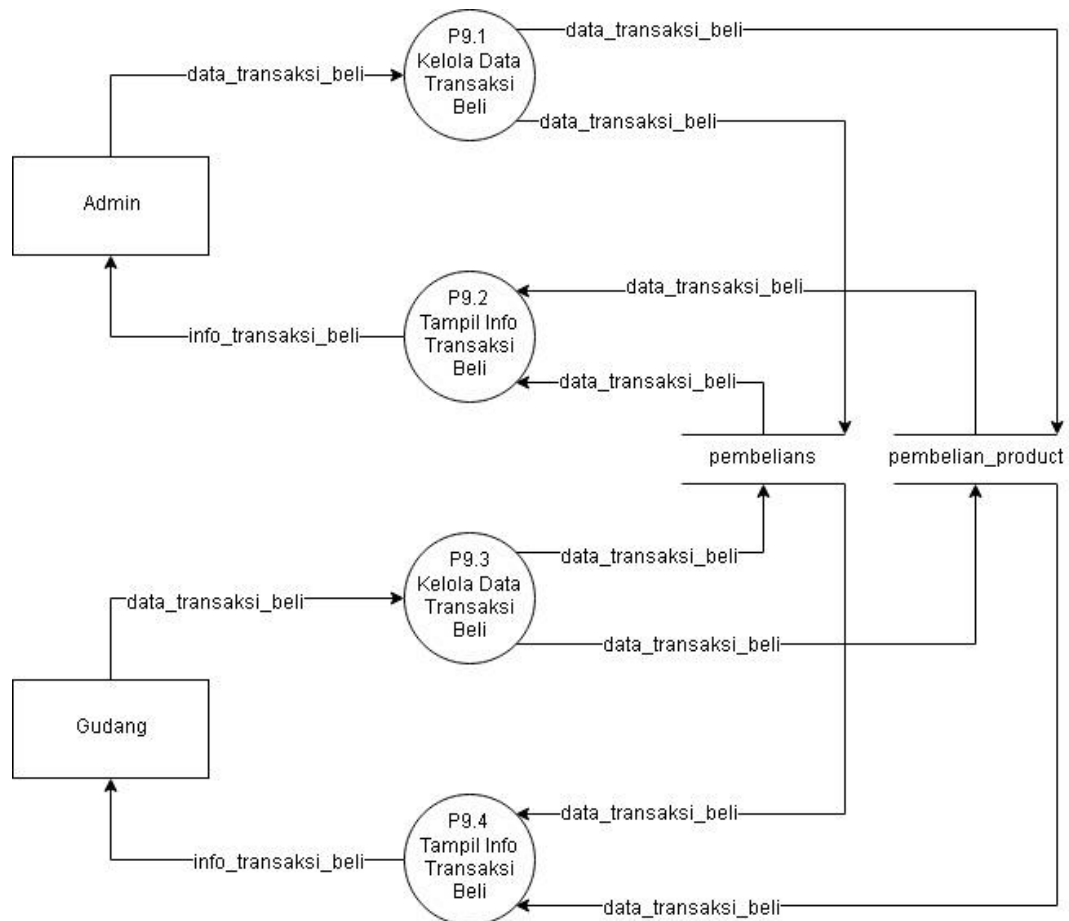 P9.1
Kelola Data
Transaksi
Beli
data_transaksi_beli
data_transaksi_beli
data_transaksi_beli
Admin
P9.2
Tampil Info
Transaksi
Beli
data_transaksi_beli
info_transaksi_beli
data_transaksi_beli
pembelians
pembelian_product
P9.3
Kelola Data
Transaksi
Beli
data_transaksi_beli
data_transaksi_beli
data_transaksi_beli
Gudang
P9.4
Tampil Info
Transaksi
Beli
data_transaksi_beli
info_transaksi_beli
data_transaksi_beli